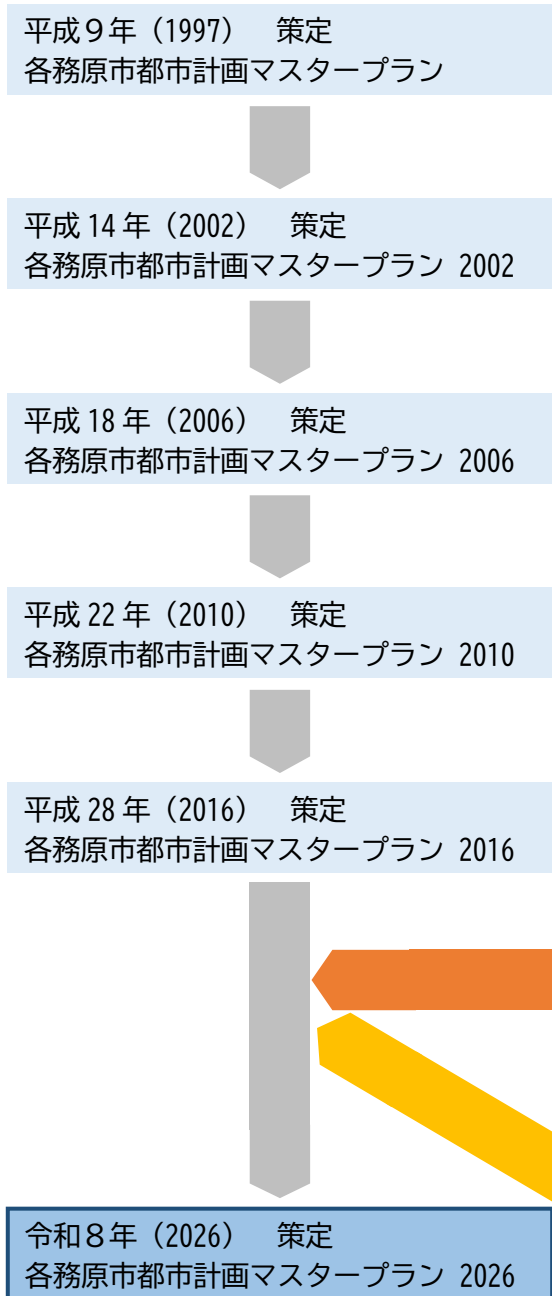 平成９年（1997）　策定
各務原市都市計画マスタープラン
平成 14 年（2002）　策定
各務原市都市計画マスタープラン 2002
平成 18 年（2006）　策定
各務原市都市計画マスタープラン 2006
平成 22 年（2010）　策定
各務原市都市計画マスタープラン 2010
平成 28 年（2016）　策定
各務原市都市計画マスタープラン 2016
令和８年（2026）　策定
各務原市都市計画マスタープラン 2026